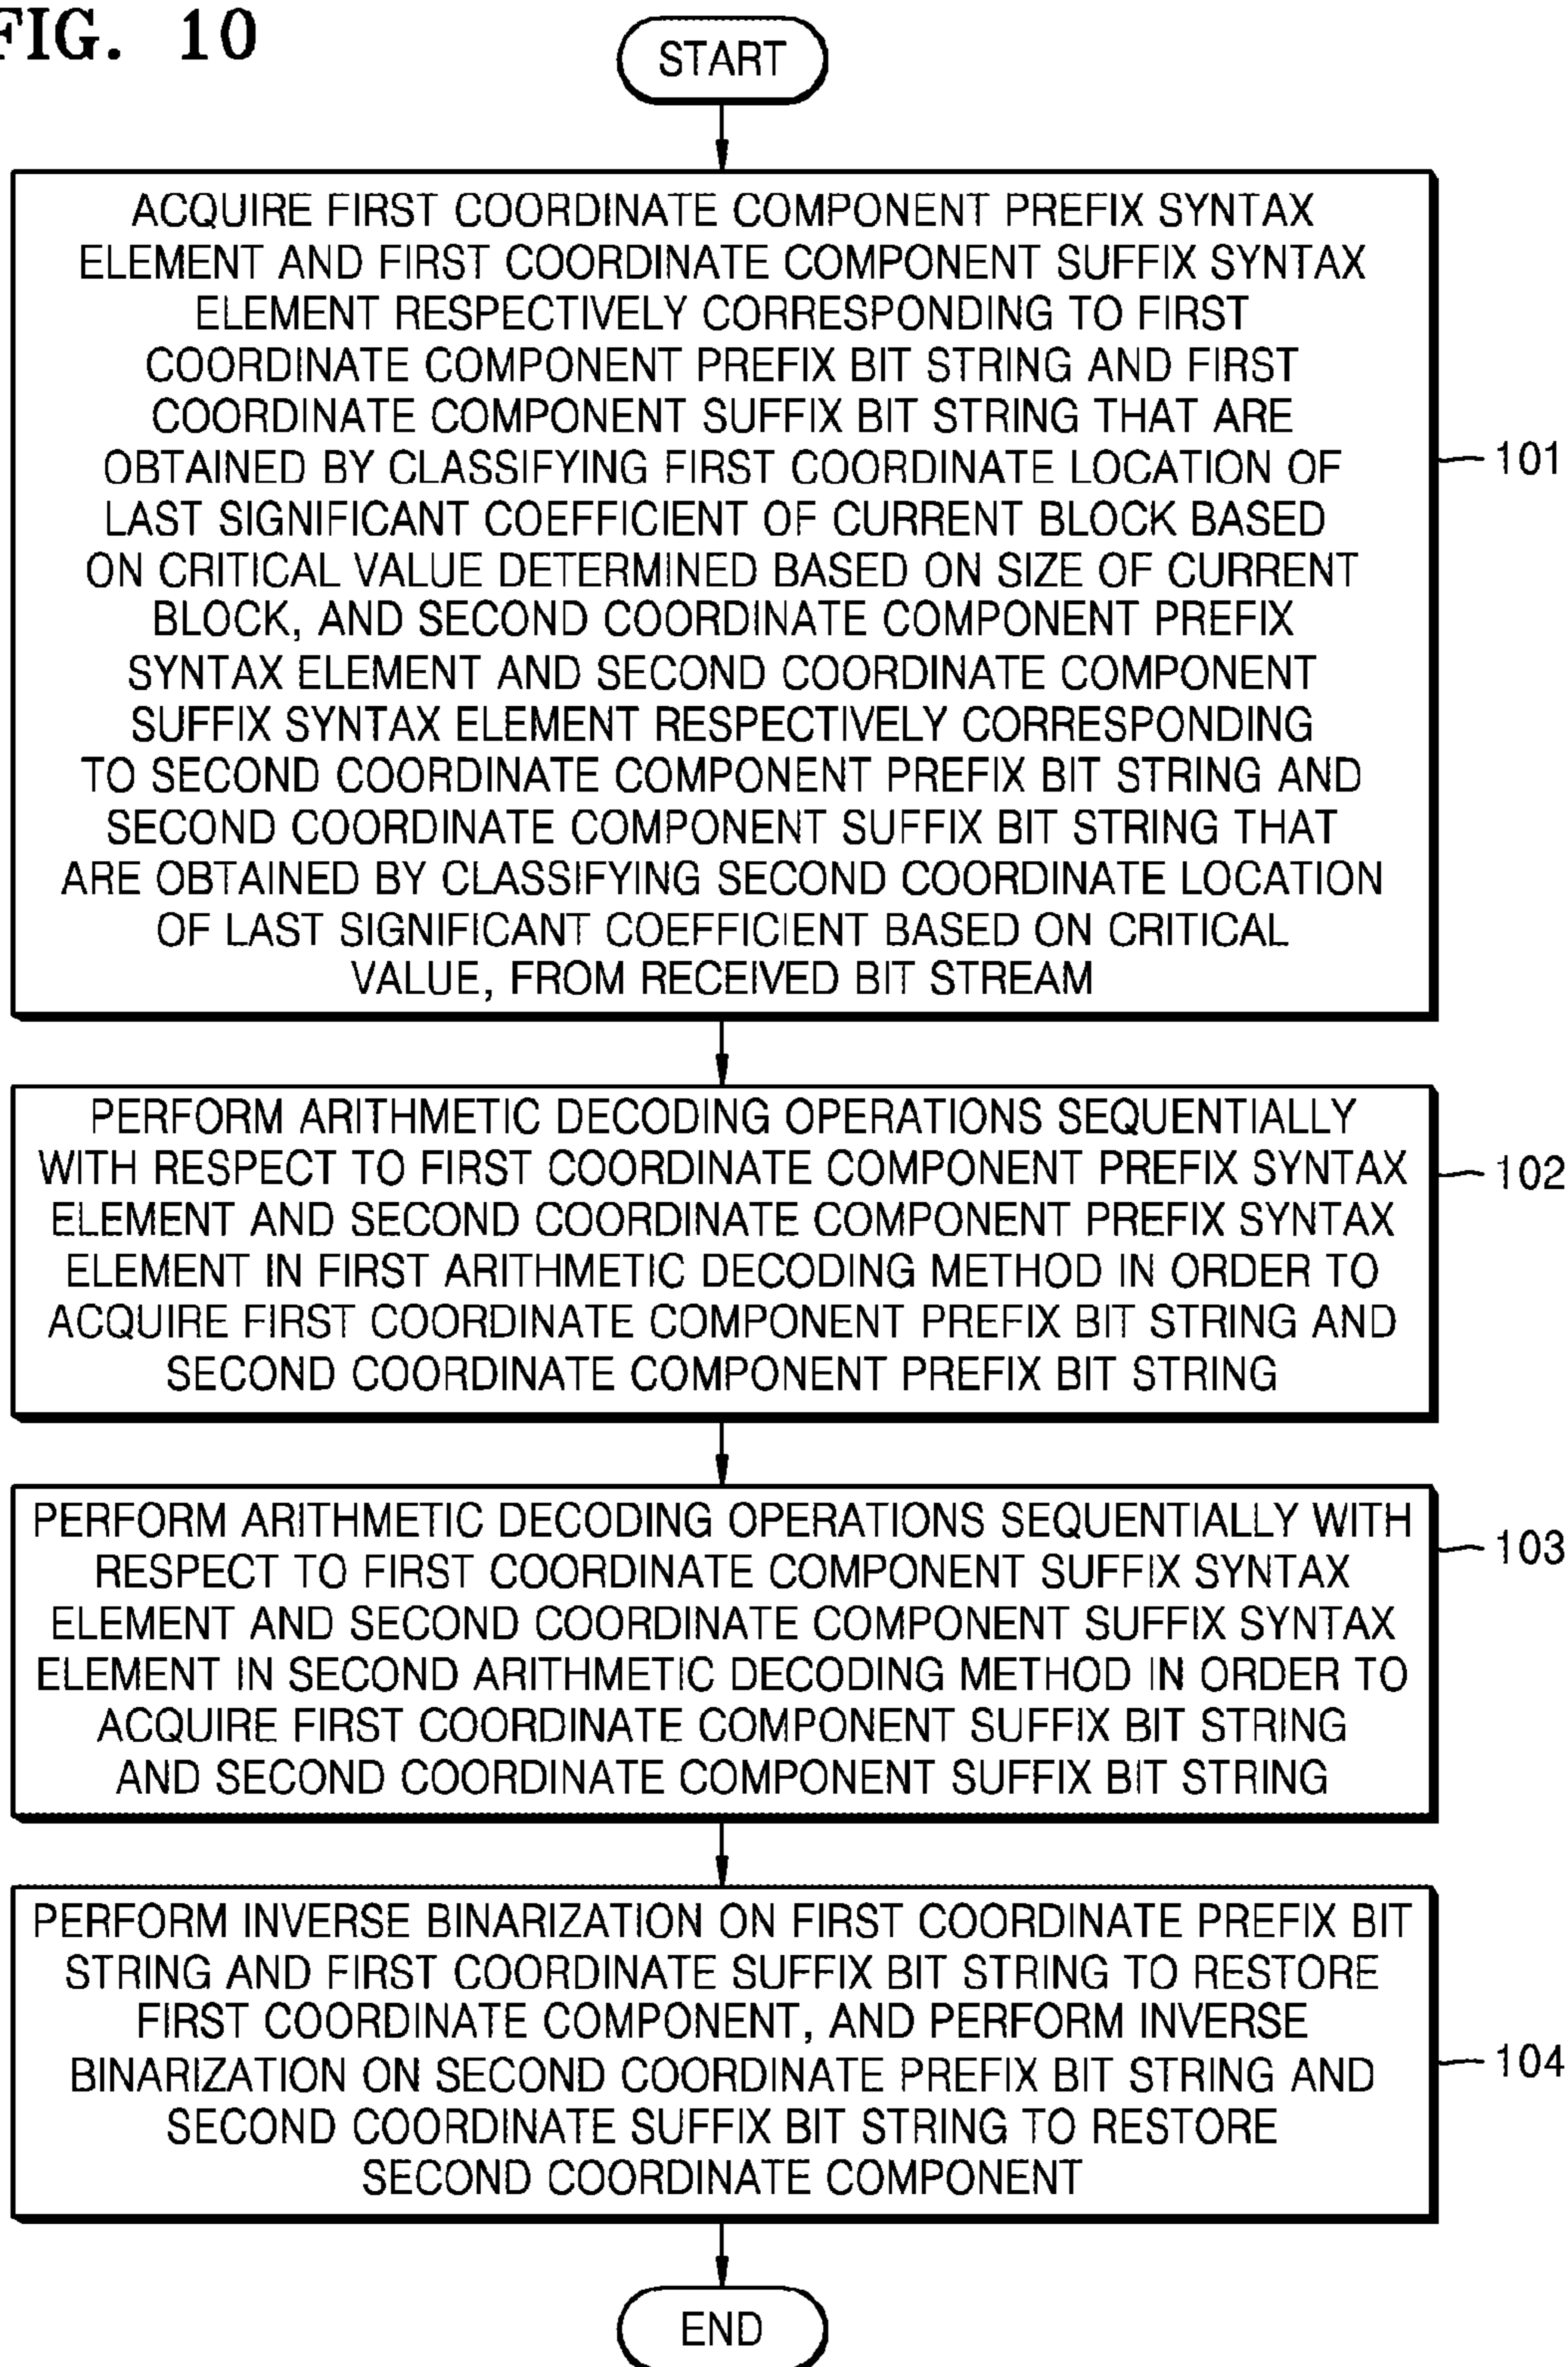 FIG. 10
START
ACQUIRE FIRST COORDINATE COMPONENT PREFIX SYNTAX
ELEMENT AND FIRST COORDINATE COMPONENT SUFFIX SYNTAX
ELEMENT RESPECTIVELY CORRESPONDING TO FIRST
COORDINATE COMPONENT PREFIX BIT STRING AND FIRST
COORDINATE COMPONENT SUFFIX BIT STRING THAT ARE
OBTAINED BY CLASSIFYING FIRST COORDINATE LOCATION OF
LAST SIGNIFICANT COEFFICIENT OF CURRENT BLOCK BASED
ON CRITICAL VALUE DETERMINED BASED ON SIZE OF CURRENT
BLOCK, AND SECOND COORDINATE COMPONENT PREFIX
SYNTAX ELEMENT AND SECOND COORDINATE COMPONENT
SUFFIX SYNTAX ELEMENT RESPECTIVELY CORRESPONDING
TO SECOND COORDINATE COMPONENT PREFIX BIT STRING AND
SECOND COORDINATE COMPONENT SUFFIX BIT STRING THAT
ARE OBTAINED BY CLASSIFYING SECOND COORDINATE LOCATION
OF LAST SIGNIFICANT COEFFICIENT BASED ON CRITICAL
VALUE, FROM RECEIVED BIT STREAM
101
PERFORM ARITHMETIC DECODING OPERATIONS SEQUENTIALLY
WITH RESPECT TO FIRST COORDINATE COMPONENT PREFIX SYNTAX
ELEMENT AND SECOND COORDINATE COMPONENT PREFIX SYNTAX
ELEMENT IN FIRST ARITHMETIC DECODING METHOD IN ORDER TO
ACQUIRE FIRST COORDINATE COMPONENT PREFIX BIT STRING AND
SECOND COORDINATE COMPONENT PREFIX BIT STRING
102
PERFORM ARITHMETIC DECODING OPERATIONS SEQUENTIALLY WITH
RESPECT TO FIRST COORDINATE COMPONENT SUFFIX SYNTAX
ELEMENT AND SECOND COORDINATE COMPONENT SUFFIX SYNTAX
ELEMENT IN SECOND ARITHMETIC DECODING METHOD IN ORDER TO
ACQUIRE FIRST COORDINATE COMPONENT SUFFIX BIT STRING
AND SECOND COORDINATE COMPONENT SUFFIX BIT STRING
103
PERFORM INVERSE BINARIZATION ON FIRST COORDINATE PREFIX BIT
STRING AND FIRST COORDINATE SUFFIX BIT STRING TO RESTORE
FIRST COORDINATE COMPONENT, AND PERFORM INVERSE
BINARIZATION ON SECOND COORDINATE PREFIX BIT STRING AND
SECOND COORDINATE SUFFIX BIT STRING TO RESTORE
SECOND COORDINATE COMPONENT
104
END